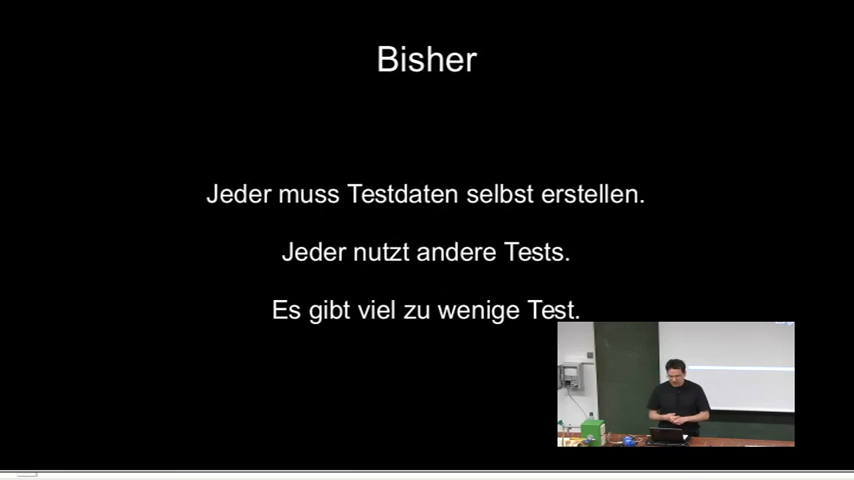 Bisher
Jeder muss Testdaten selbst erstellen.
Jeder nutzt andere Tests.
Es gibt viel zu wenige Test.